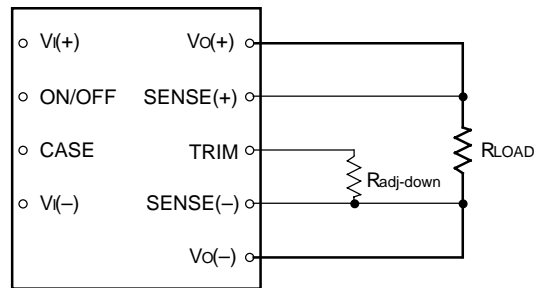 VI(+) VO(+)
ON/OFF SENSE(+)
CASE TRIM
RLOAD
Radj-down
VI(–) SENSE(–)
VO(–)